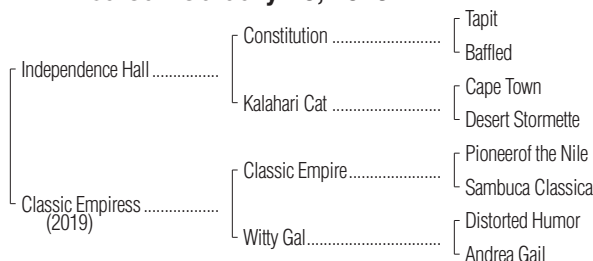 Tapit
Constitution
Baffled
Independence Hall
Cape Town
Kalahari Cat
Desert Stormette
Pioneerof the Nile
Classic Empire
Sambuca Classica
Classic Empiress
(2019)
Distorted Humor
Witty Gal
Andrea Gail